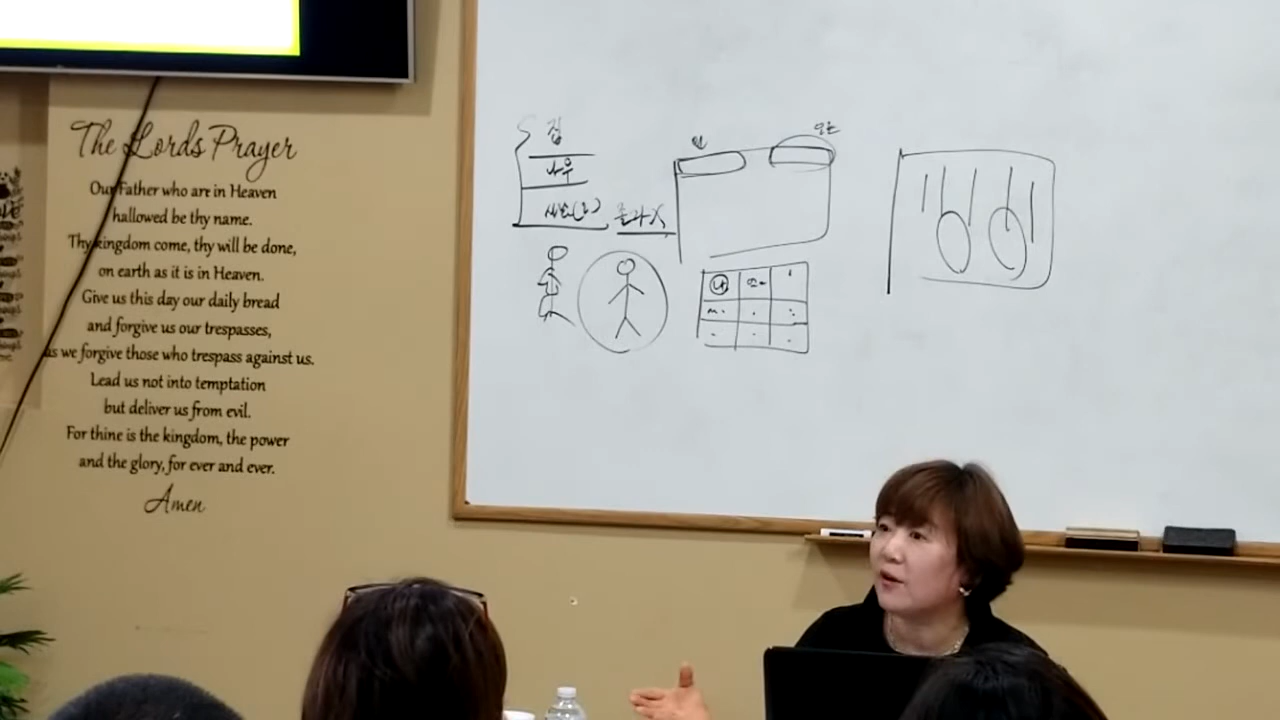 The Lords Prayer
Our Father who are in Heaven
hallowed be thy name.
Thy kingdom come, thy will be done,
on earth as it is in Heaven.
Give us this day our daily bread
and forgive us our trespasses,
as we forgive those who trespass against us.
Lead us not into temptation
but deliver us from evil.
For thine is the kingdom, the power
and the glory, for ever and ever.
Amen
집
나무
나